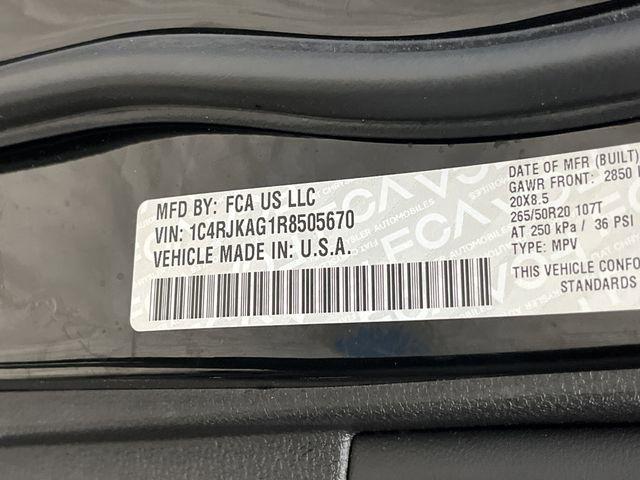 MFD BY: FCA US LLC
VIN: 1C4RJKAG1R8505670
VEHICLE MADE IN: U.S.A.
DATE OF MFR (BUILT)
GAWR FRONT: 2850
20X8.5
265/50R20 107T
AT 250 kPa / 36 PSI
TYPE: MPV
THIS VEHICLE
STANDARDS